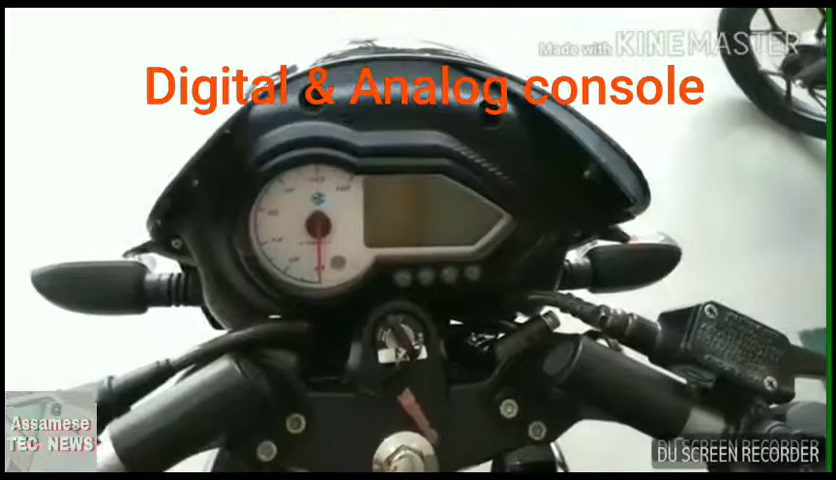 Made with KINEMASTER
Digital & Analog console
Assamese
TEC NEWS
DU SCREEN RECORDER